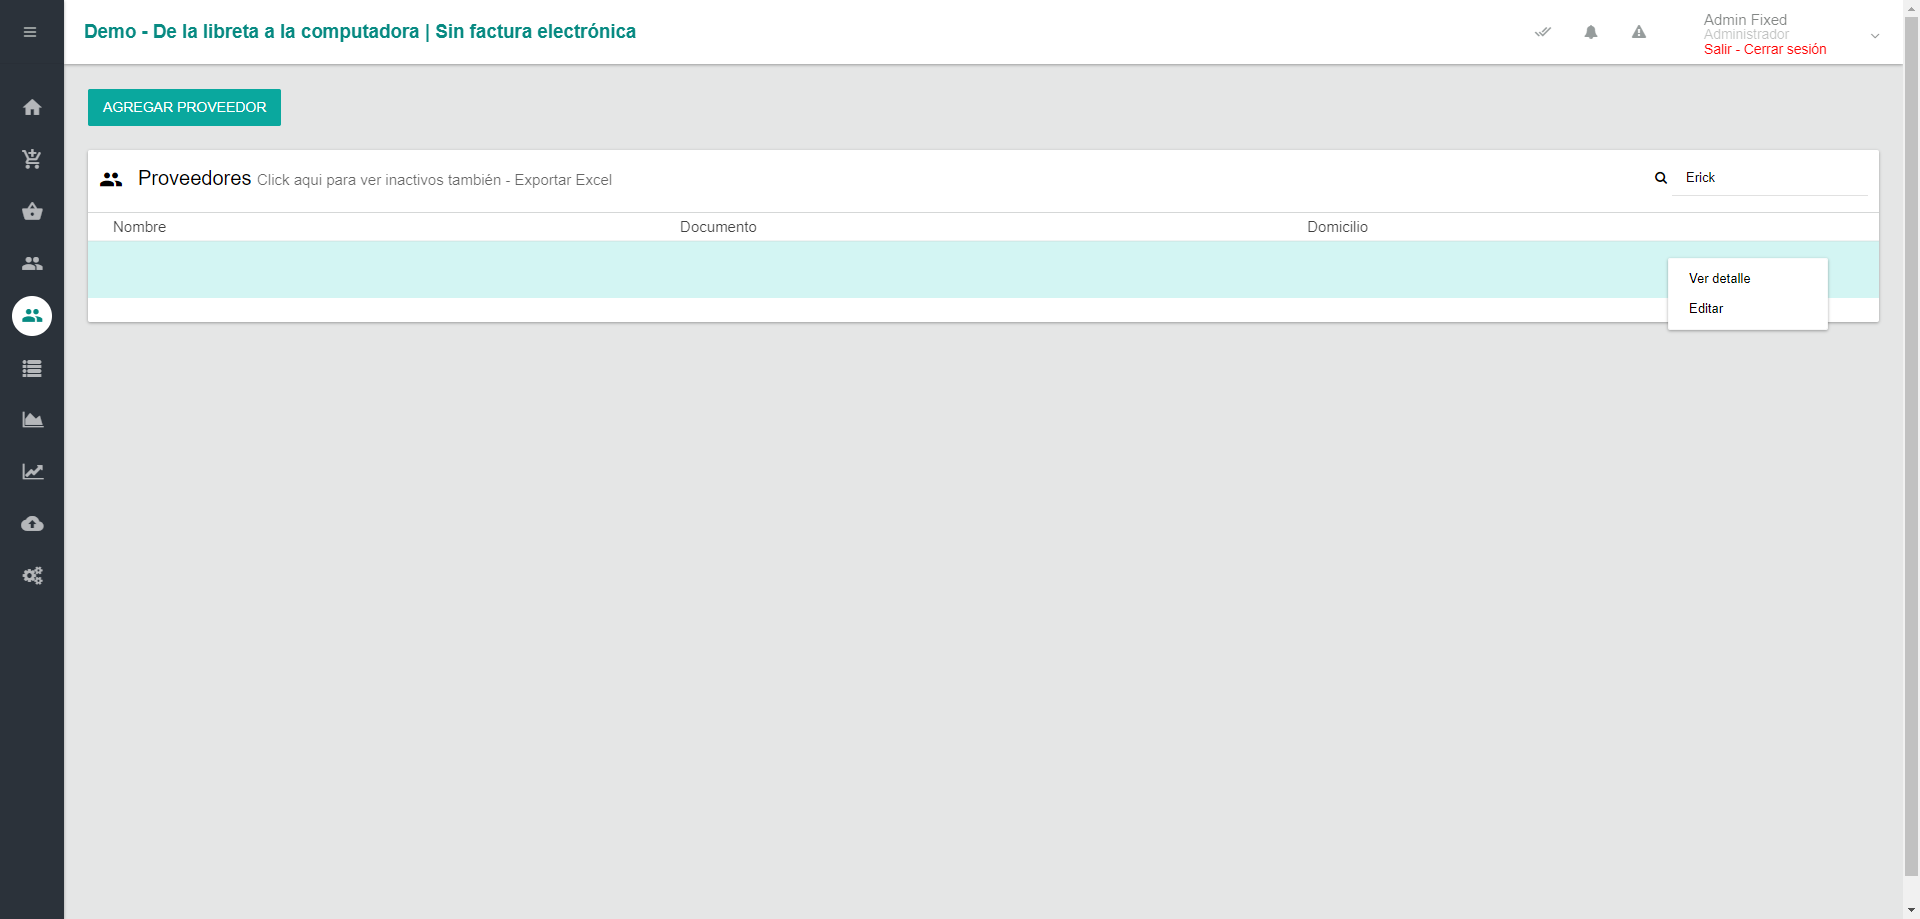 Demo - De la libreta a la computadora | Sin factura electrónica
Admin Fixed
Administrador
Salir - Cerrar sesión
AGREGAR PROVEEDOR
Proveedores Click aqui para ver inactivos también - Exportar Excel
Erick
Nombre Documento Domicilio
Ver detalle
Editar